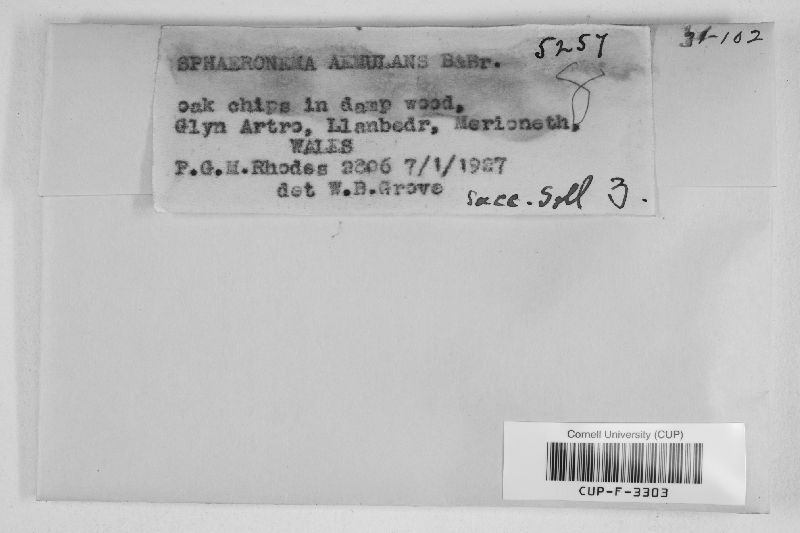 5257
31-102
SPHAERONEMA AEMULANS B&Br.
oak chips in damp wood,
Glyn Artro, Llanbedr, Merioneth,
WALES
P.G.M.Rhodes 2306 7/1/1927
det W.B.Grove
Sacc. Syll 3.
Cornell University (CUP)
CUP-F-3303